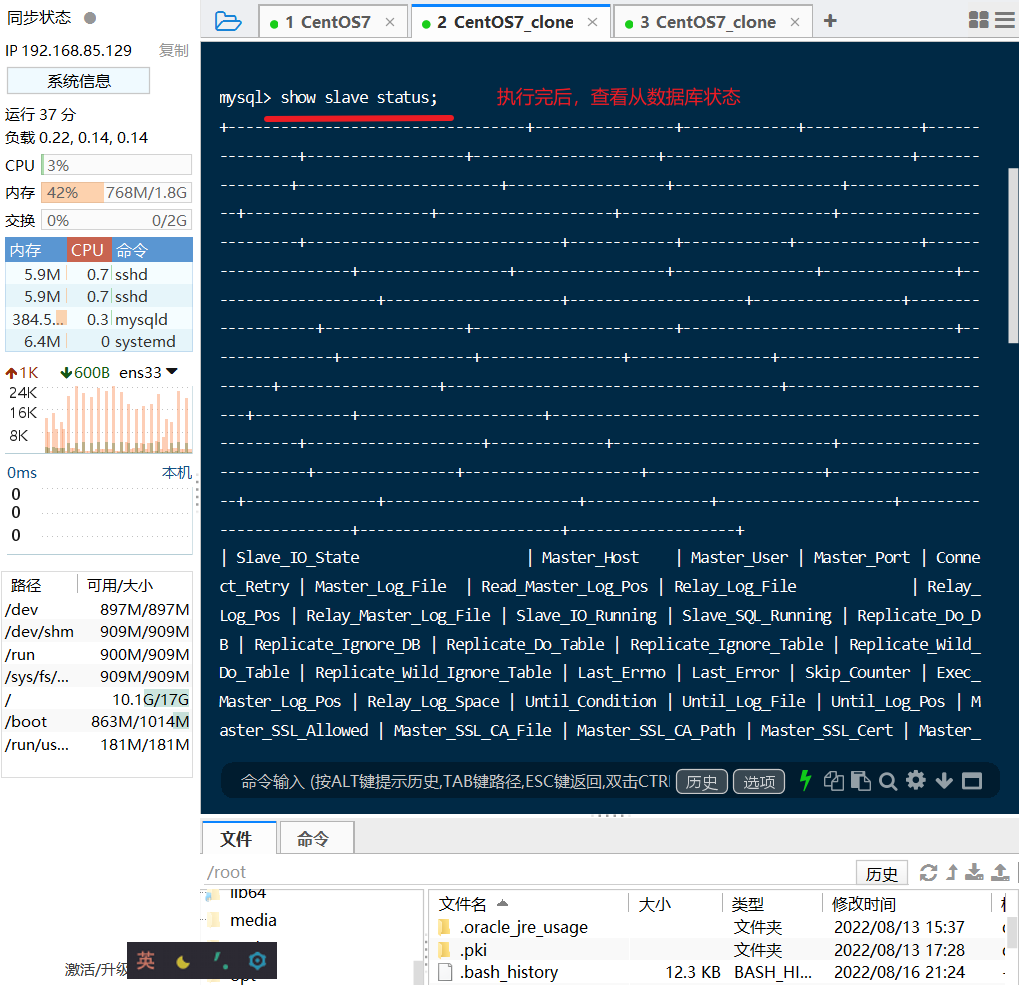 同步状态
IP 192.168.85.129 复制
系统信息
运行 37 分
负载 0.22, 0.14, 0.14
CPU 3%
内存 42% 768M/1.8G
交换 0% 0/2G
内存 CPU 命令
5.9M 0.7 sshd
5.9M 0.7 sshd
384.5... 0.3 mysqld
6.4M 0 systemd
1K 600B ens33
24K
16K
8K
0ms 本机
0
0
0
路径 可用/大小
/dev 897M/897M
/dev/shm 909M/909M
/run 900M/909M
/sys/fs/... 909M/909M
/ 10.1G/17G
/boot 863M/1014M
/run/us... 181M/181M
激活/升级
英
1 CentOS7
2 CentOS7_clone
3 CentOS7_clone
mysql> show slave status; 执行完后，查看从数据库状态
+----------------------------------+----------------+-------------+-------------+------
---------+------------------+---------------------+----------------------------+-------
--------+-----------------------+------------------+-----------------+---------------
--+---------------------+--------------------+------------------------+----------------
---------+-----------------------------+------------+------------+--------------+------
---------------+-----------------+-----------------+----------------+---------------+--
------------------+--------------------+--------------------+-----------------+--------
-----------+----------------+-----------------------+-------------------------------+--
-------------+---------------+----------------+----------------+-----------------------
------+------------------+--------------------------------------+----------------------
---+-----------+---------------------+-------------------------------------------------
---------+--------------------+-------------+-------------------------+----------------
----------+----------------+--------------------+--------------------+-----------------
--+---------------+----------------------+--------------+--------------------+---------
---------------+-----------------------+-------------------+
| Slave_IO_State | Master_Host | Master_User | Master_Port | Conne
ct_Retry | Master_Log_File | Read_Master_Log_Pos | Relay_Log_File | Relay_
Log_Pos | Relay_Master_Log_File | Slave_IO_Running | Slave_SQL_Running | Replicate_Do_D
B | Replicate_Ignore_DB | Replicate_Do_Table | Replicate_Ignore_Table | Replicate_Wild_
Do_Table | Replicate_Wild_Ignore_Table | Last_Errno | Last_Error | Skip_Counter | Exec_
Master_Log_Pos | Relay_Log_Space | Until_Condition | Until_Log_File | Until_Log_Pos | M
aster_SSL_Allowed | Master_SSL_CA_File | Master_SSL_CA_Path | Master_SSL_Cert | Master_
命令输入 (按ALT键提示历史,TAB键路径,ESC键返回,双击CTRL 历史 选项
文件 命令
/root 历史
lib64
media
文件名 大小 类型 修改时间
.oracle_jre_usage 文件夹 2022/08/13 15:37
.pki 文件夹 2022/08/13 17:28
.bash_history 12.3 KB BASH_HI... 2022/08/16 21:24